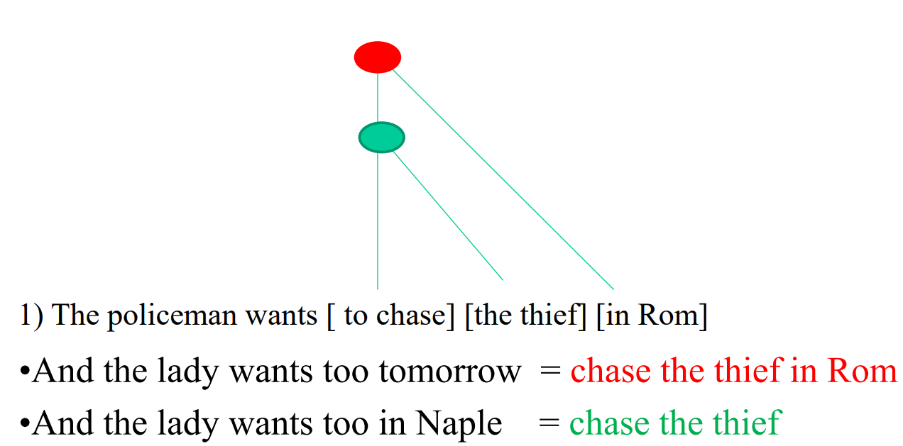 1) The policeman wants [ to chase] [the thief] [in Rom]
•And the lady wants too tomorrow = chase the thief in Rom
•And the lady wants too in Naple = chase the thief